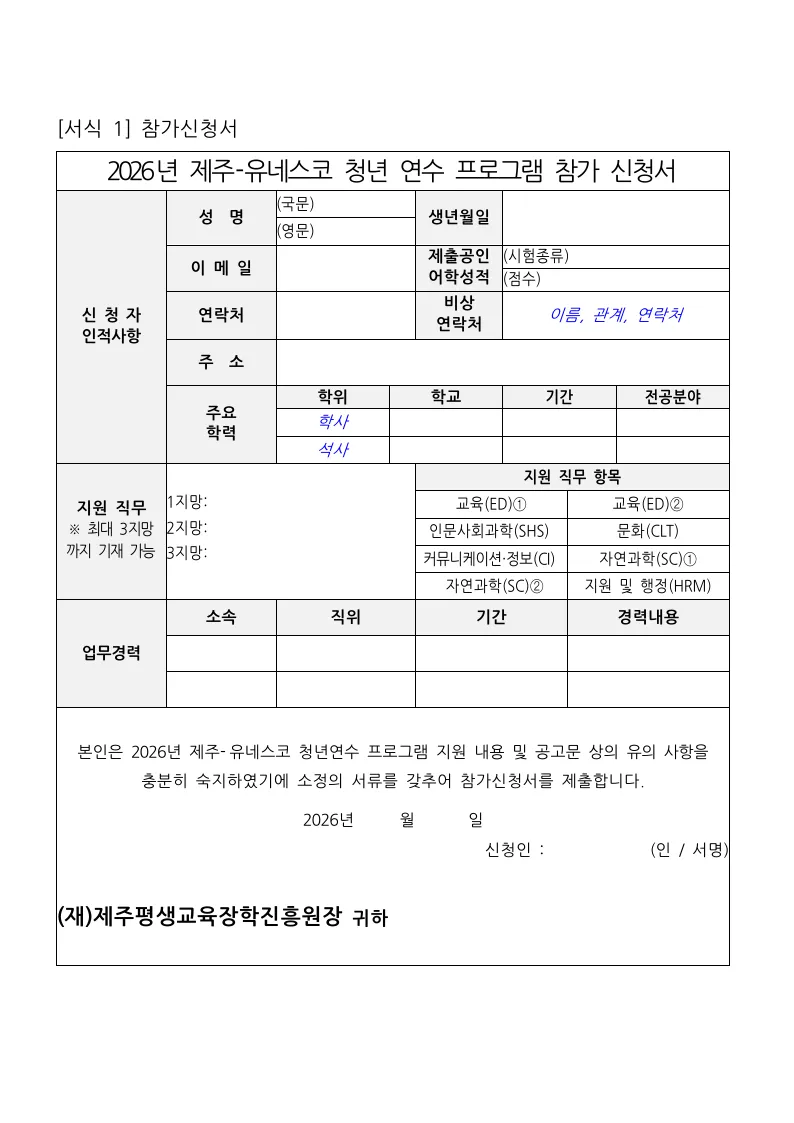 [서식 1] 참가신청서
2026년 제주-유네스코 청년 연수 프로그램 참가 신청서
신 청 자
인적사항
성 명
(국문)
(영문)
생년월일
이 메 일
제출공인
어학성적
(시험종류)
(점수)
연락처
비상
연락처
이름, 관계, 연락처
주 소
주요
학력
학위 학교 기간 전공분야
학사
석사
지원 직무
※ 최대 3지망
까지 기재 가능
1지망:
2지망:
3지망:
지원 직무 항목
교육(ED)① 교육(ED)②
인문사회과학(SHS) 문화(CLT)
커뮤니케이션·정보(CI) 자연과학(SC)①
자연과학(SC)② 지원 및 행정(HRM)
업무경력
소속 직위 기간 경력내용
본인은 2026년 제주-유네스코 청년연수 프로그램 지원 내용 및 공고문 상의 유의 사항을
충분히 숙지하였기에 소정의 서류를 갖추어 참가신청서를 제출합니다.
2026년 월 일
신청인 : (인 / 서명)
(재)제주평생교육장학진흥원장 귀하